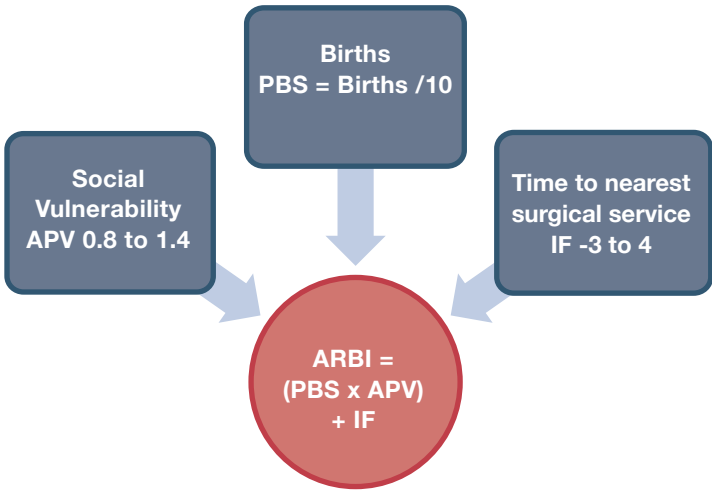 Births
PBS = Births /10
Social
Vulnerability
APV 0.8 to 1.4
Time to nearest
surgical service
IF -3 to 4
ARBI =
(PBS x APV)
+ IF